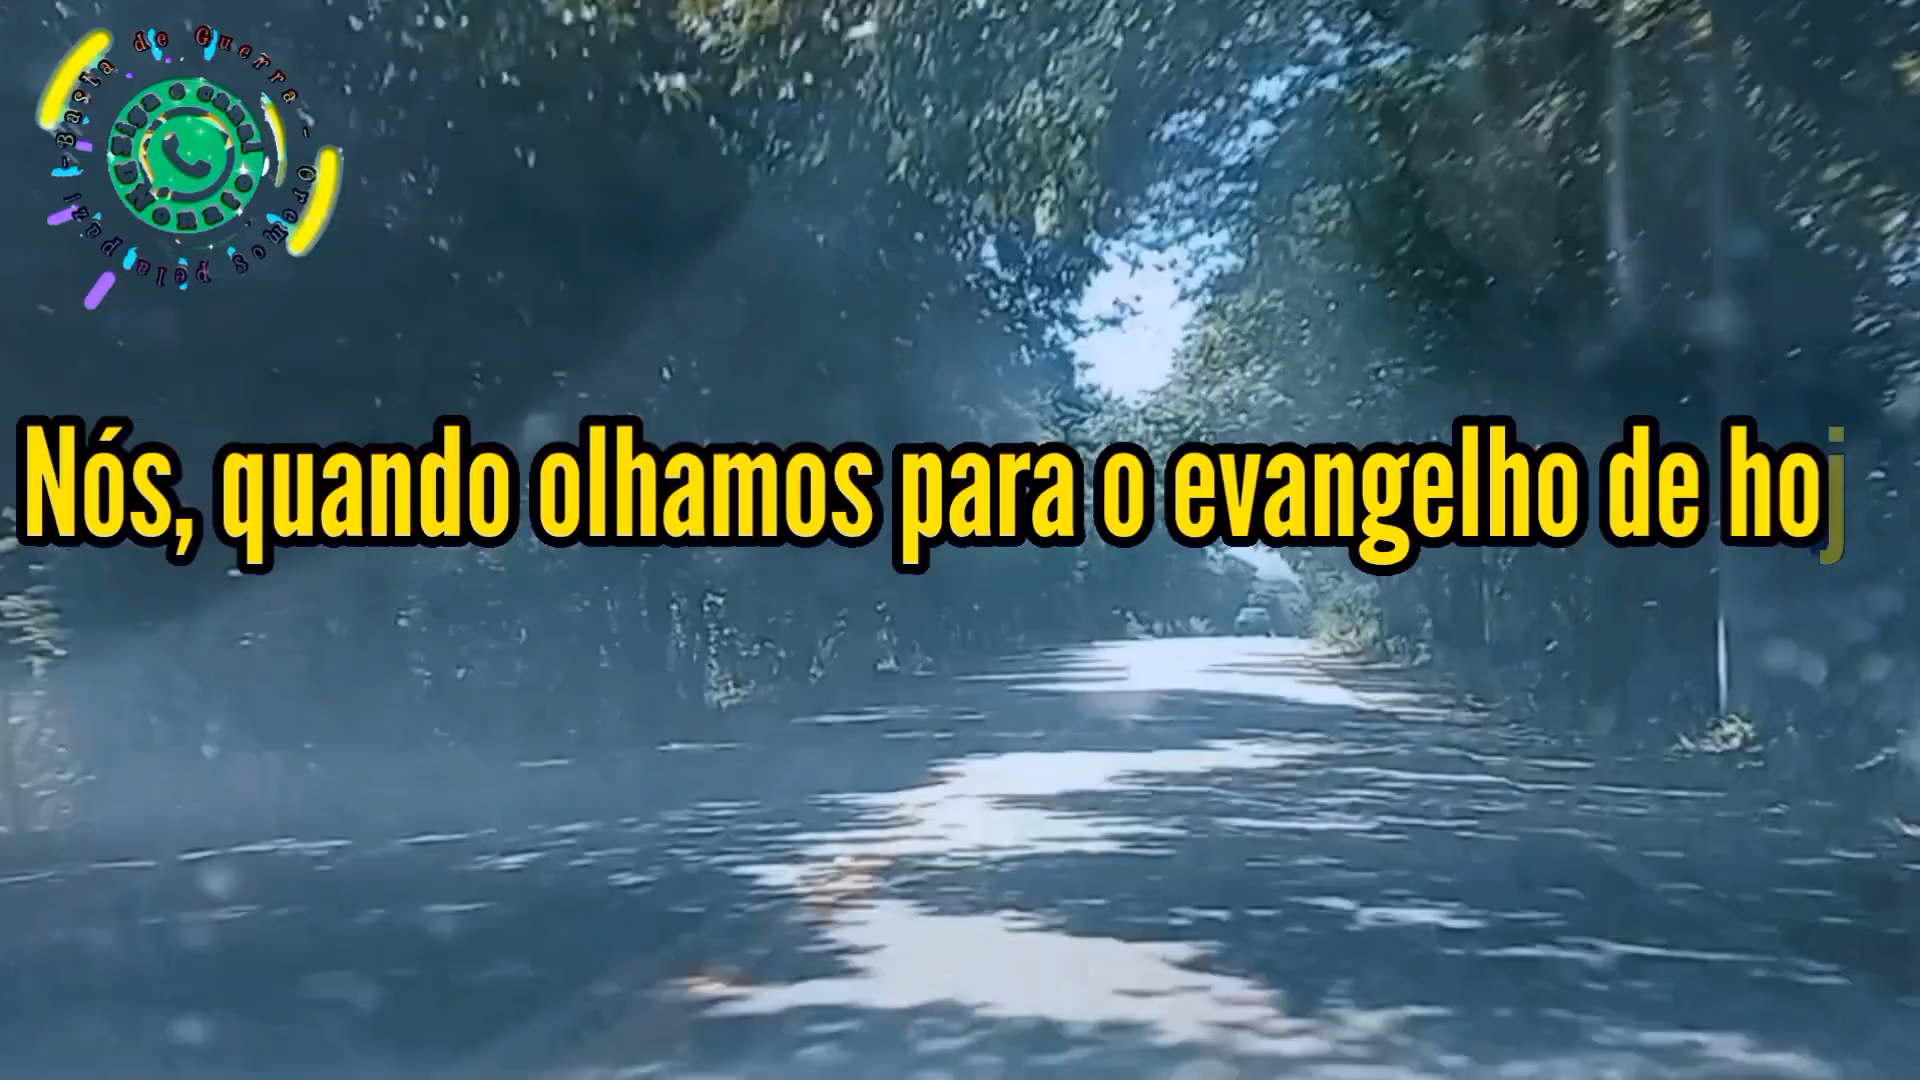 Basta de Guerra - Oremos pela paz! -
Nós, quando olhamos para o evangelho de hoj